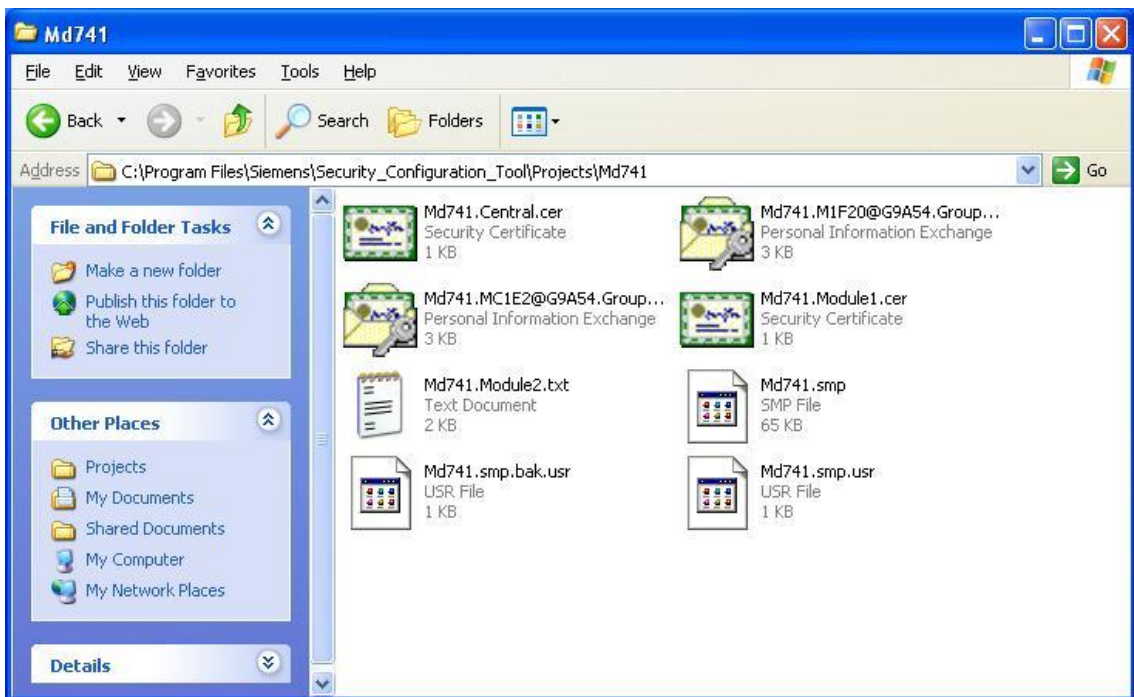 Md741
File Edit View Favorites Tools Help
Back Search Folders
Address C:\Program Files\Siemens\Security_Configuration_Tool\Projects\Md741 Go
File and Folder Tasks
Make a new folder
Publish this folder to
the Web
Share this folder
Other Places
Projects
My Documents
Shared Documents
My Computer
My Network Places
Details
Md741.Central.cer
Security Certificate
1 KB
Md741.M1F20@G9A54.Group...
Personal Information Exchange
3 KB
Md741.MC1E2@G9A54.Group...
Personal Information Exchange
3 KB
Md741.Module1.cer
Security Certificate
1 KB
Md741.Module2.txt
Text Document
2 KB
Md741.smp
SMP File
65 KB
Md741.smp.bak.usr
USR File
1 KB
Md741.smp.usr
USR File
1 KB